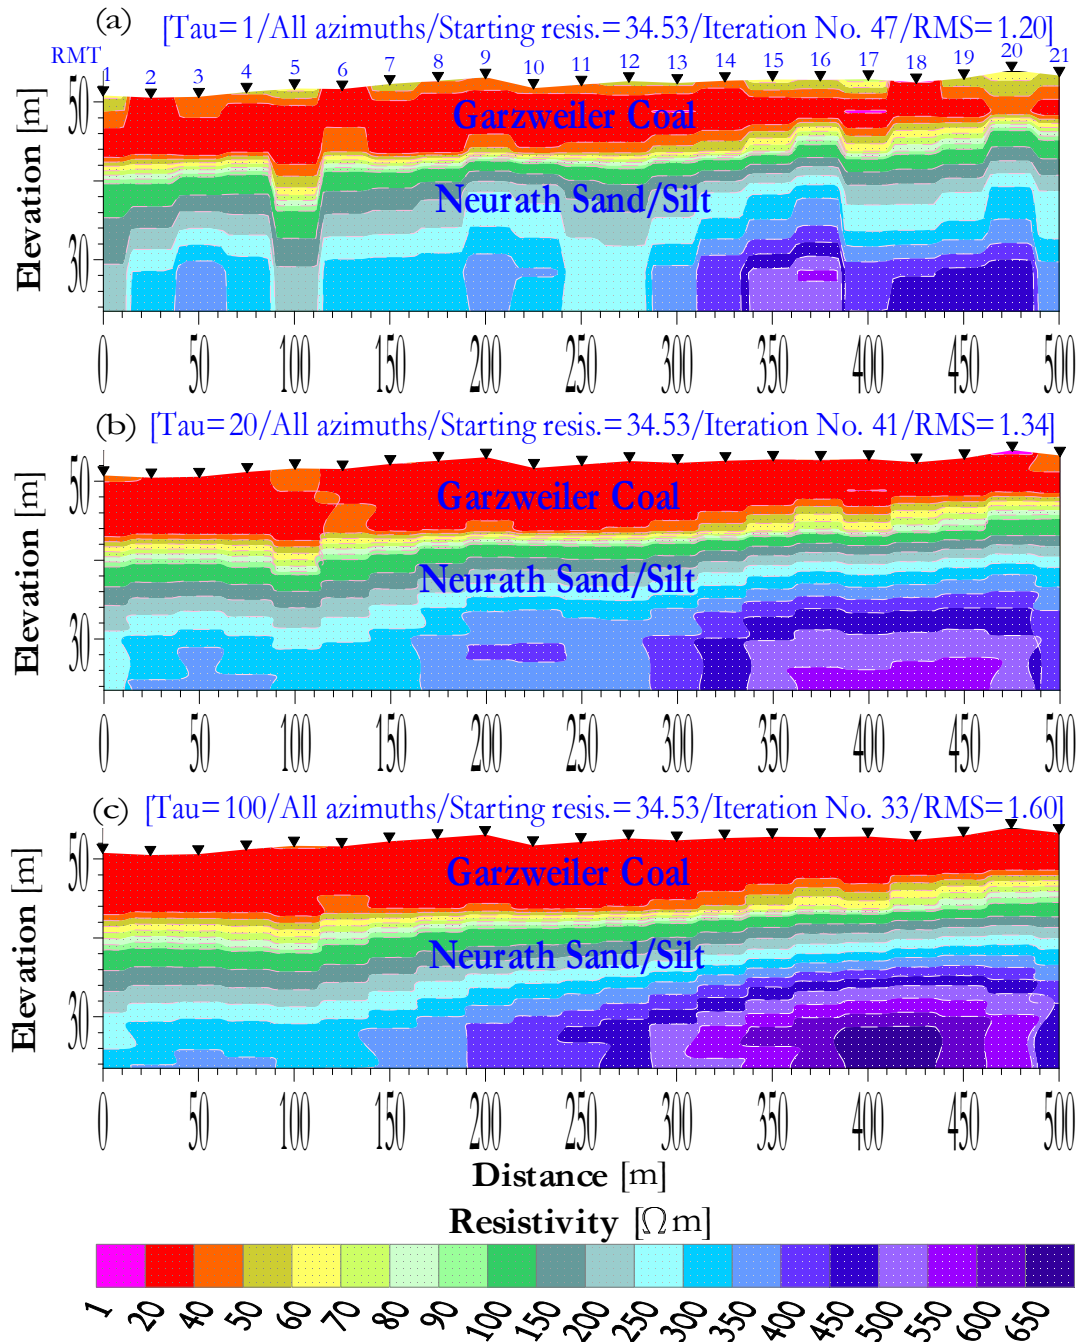 (a) [Tau=1/All azimuths/Starting resis.=34.53/Iteration No. 47/RMS=1.20]
RMT 1 2 3 4 5 6 7 8 9 10 11 12 13 14 15 16 17 18 19 20 21
50
Garzweiler Coal
Neurath Sand/Silt
30
Elevation [m]
0 50 100 150 200 250 300 350 400 450 500
(b) [Tau=20/All azimuths/Starting resis.=34.53/Iteration No. 41/RMS=1.34]
50
Garzweiler Coal
Neurath Sand/Silt
30
Elevation [m]
0 50 100 150 200 250 300 350 400 450 500
(c) [Tau=100/All azimuths/Starting resis.=34.53/Iteration No. 33/RMS=1.60]
50
Garzweiler Coal
Neurath Sand/Silt
30
Elevation [m]
0 50 100 150 200 250 300 350 400 450 500
Distance [m]
Resistivity [Ωm]
1 20 40 50 60 70 80 90 100 150 200 250 300 350 400 450 500 550 600 650